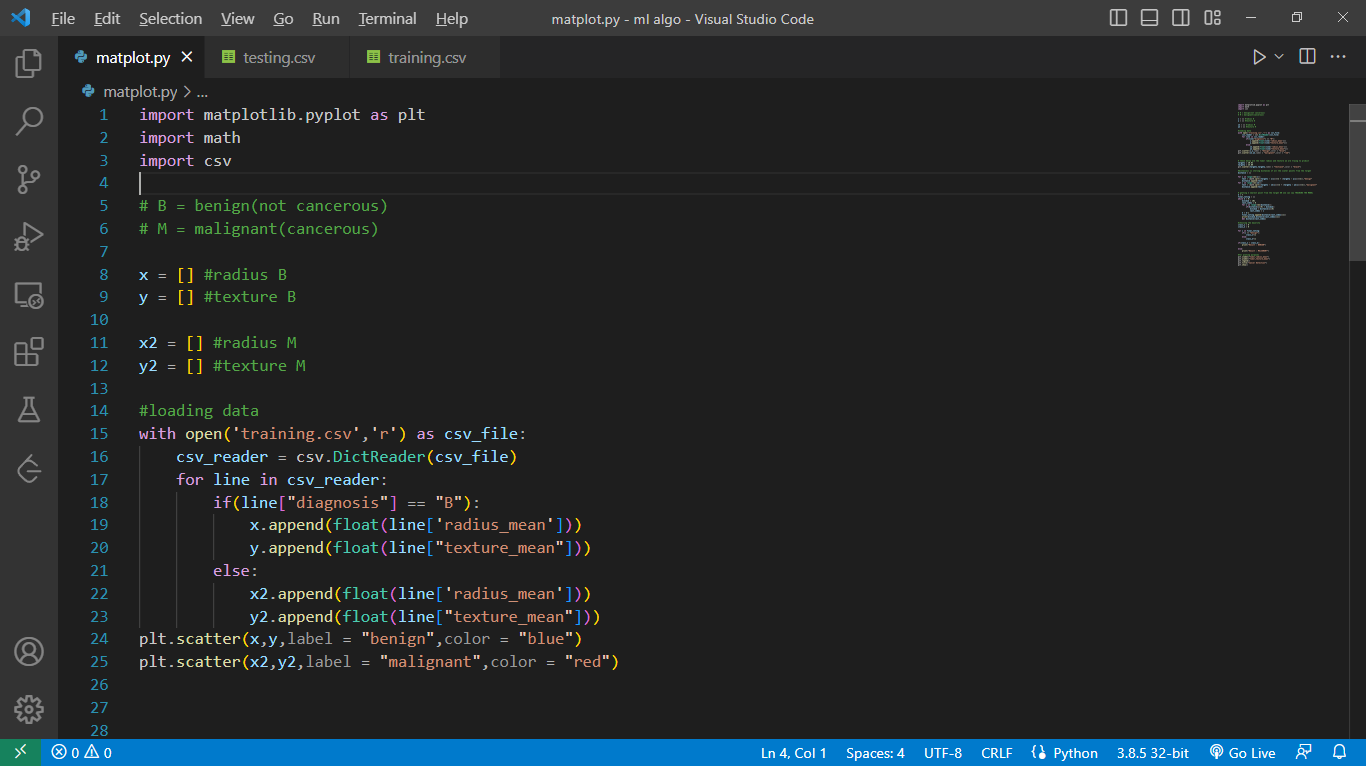 File Edit Selection View Go Run Terminal Help matplot.py - ml algo - Visual Studio Code
matplot.py testing.csv training.csv
matplot.py > ...
1 import matplotlib.pyplot as plt
2 import math
3 import csv
4
5 # B = benign(not cancerous)
6 # M = malignant(cancerous)
7
8 x = [] #radius B
9 y = [] #texture B
10
11 x2 = [] #radius M
12 y2 = [] #texture M
13
14 #loading data
15 with open('training.csv','r') as csv_file:
16     csv_reader = csv.DictReader(csv_file)
17     for line in csv_reader:
18         if(line["diagnosis"] == "B"):
19             x.append(float(line['radius_mean']))
20             y.append(float(line["texture_mean"]))
21         else:
22             x2.append(float(line['radius_mean']))
23             y2.append(float(line["texture_mean"]))
24 plt.scatter(x,y,label = "benign",color = "blue")
25 plt.scatter(x2,y2,label = "malignant",color = "red")
26
27
28
0 0 Ln 4, Col 1 Spaces: 4 UTF-8 CRLF Python 3.8.5 32-bit Go Live